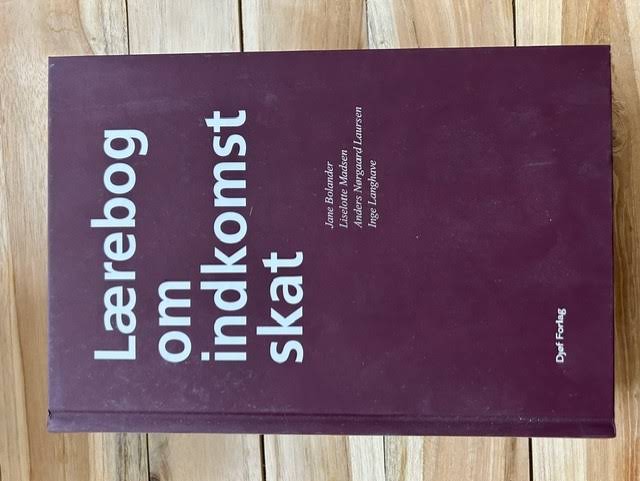 Lærebog
om
indkomst
skat
Jane Bolander
Liselotte Madsen
Anders Nørgaard Laursen
Inge Langhave
Djøf Forlag